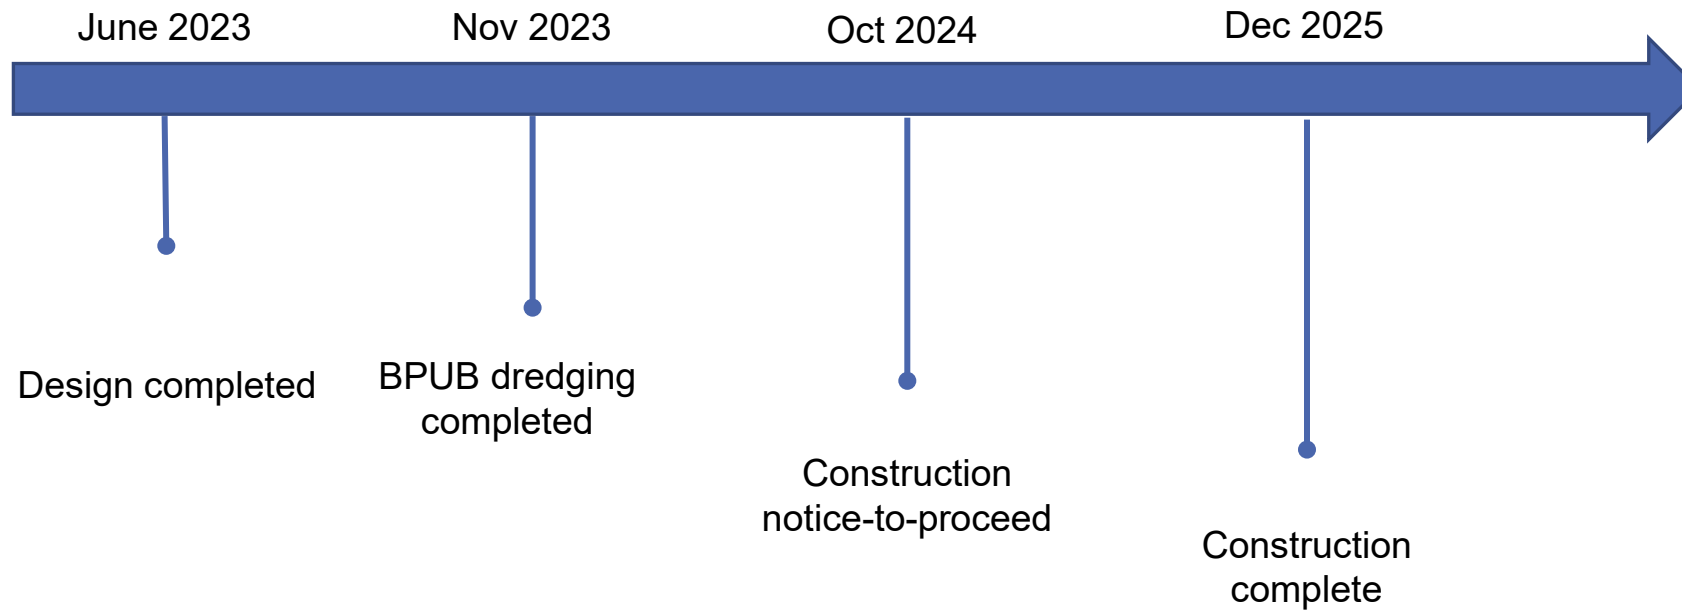 June 2023
Nov 2023
Oct 2024
Dec 2025
Design completed
BPUB dredging
completed
Construction
notice-to-proceed
Construction
complete